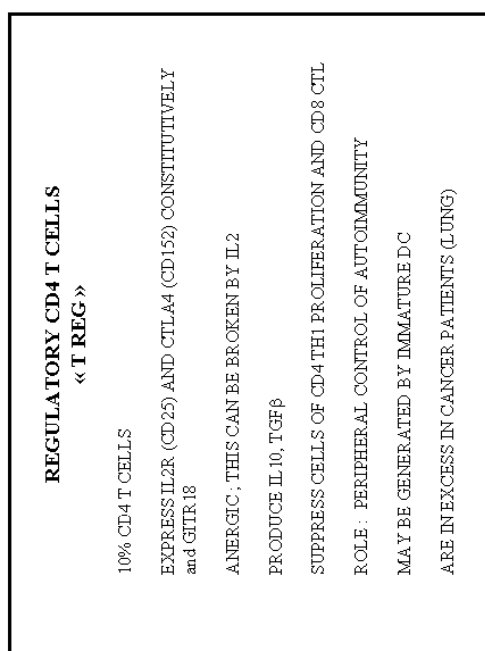 REGULATORY CD4 T CELLS
« T REG »
10% CD4 T CELLS
EXPRESS IL2R (CD25) AND CTLA4 (CD152) CONSTITUTIVELY
and GITR18
ANERGIC ; THIS CAN BE BROKEN BY IL2
PRODUCE IL10, TGFβ
SUPPRESS CELLS OF CD4 TH1 PROLIFERATION AND CD8 CTL
ROLE : PERIPHERAL CONTROL OF AUTOIMMUNITY
MAY BE GENERATED BY IMMATURE DC
ARE IN EXCESS IN CANCER PATIENTS (LUNG)